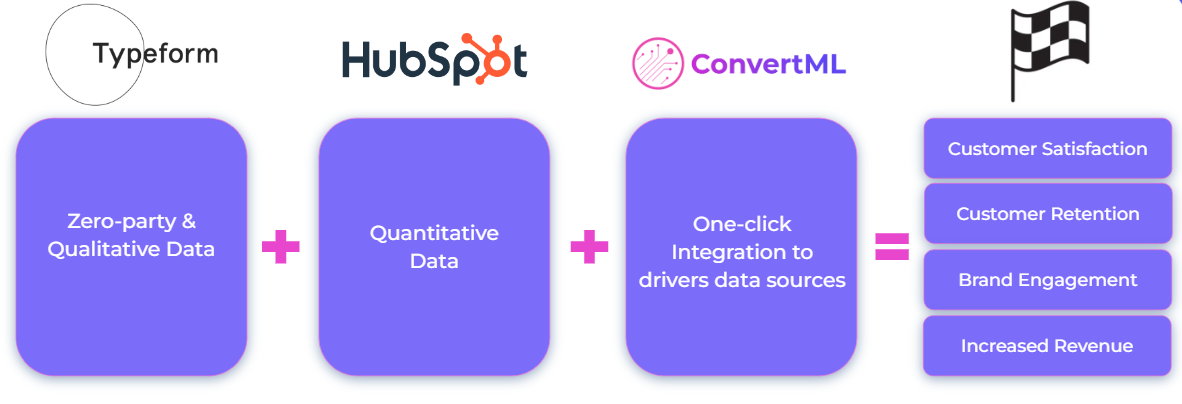 Typeform
HubSpot
ConvertML
Zero-party &
Qualitative Data
+
Quantitative
Data
+
One-click
Integration to
drivers data sources
=
Customer Satisfaction
Customer Retention
Brand Engagement
Increased Revenue